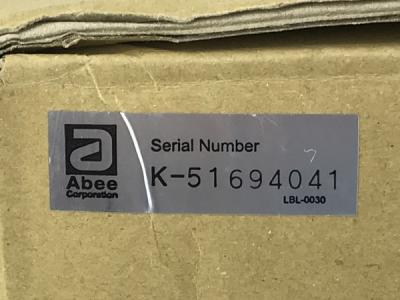 Serial Number
Abee
Corporation
K-51694041
LBL-0030